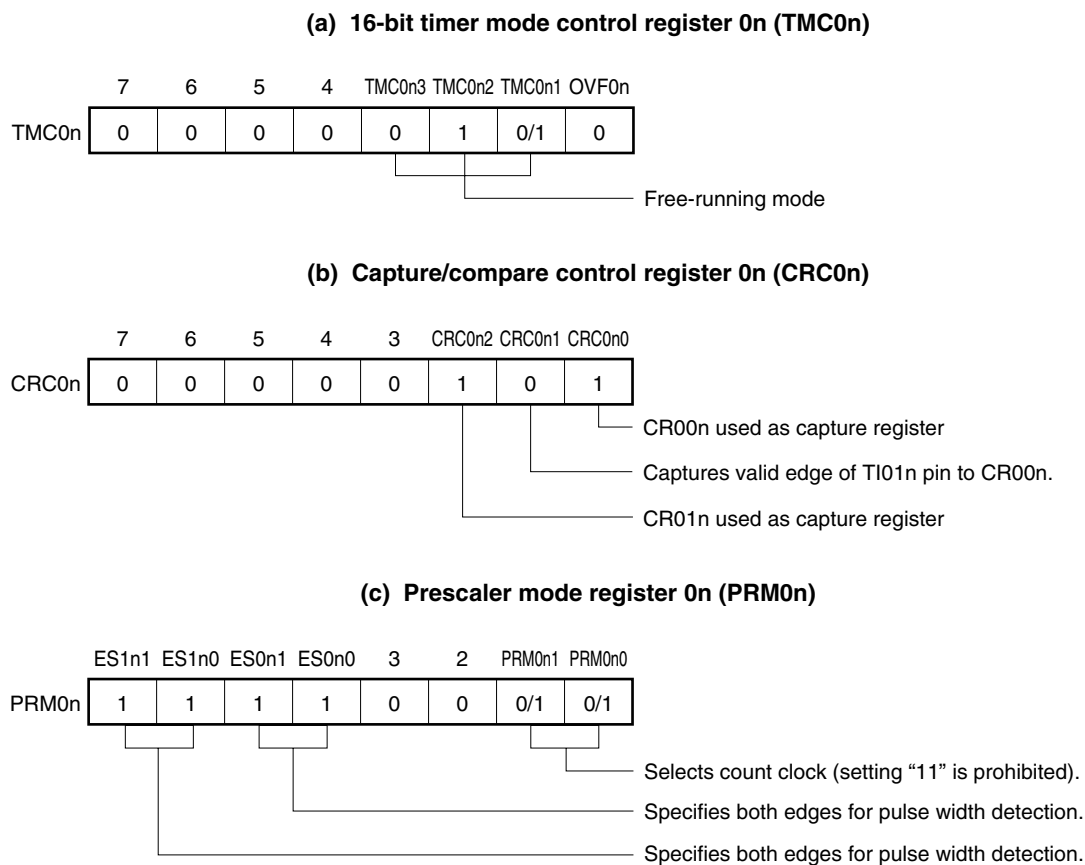 (a) 16-bit timer mode control register 0n (TMC0n)
7 6 5 4 TMC0n3 TMC0n2 TMC0n1 OVF0n
TMC0n 0 0 0 0 0 1 0/1 0
Free-running mode
(b) Capture/compare control register 0n (CRC0n)
7 6 5 4 3 CRC0n2 CRC0n1 CRC0n0
CRC0n 0 0 0 0 0 1 0 1
CR00n used as capture register
Captures valid edge of TI01n pin to CR00n.
CR01n used as capture register
(c) Prescaler mode register 0n (PRM0n)
ES1n1 ES1n0 ES0n1 ES0n0 3 2 PRM0n1 PRM0n0
PRM0n 1 1 1 1 0 0 0/1 0/1
Selects count clock (setting “11” is prohibited).
Specifies both edges for pulse width detection.
Specifies both edges for pulse width detection.